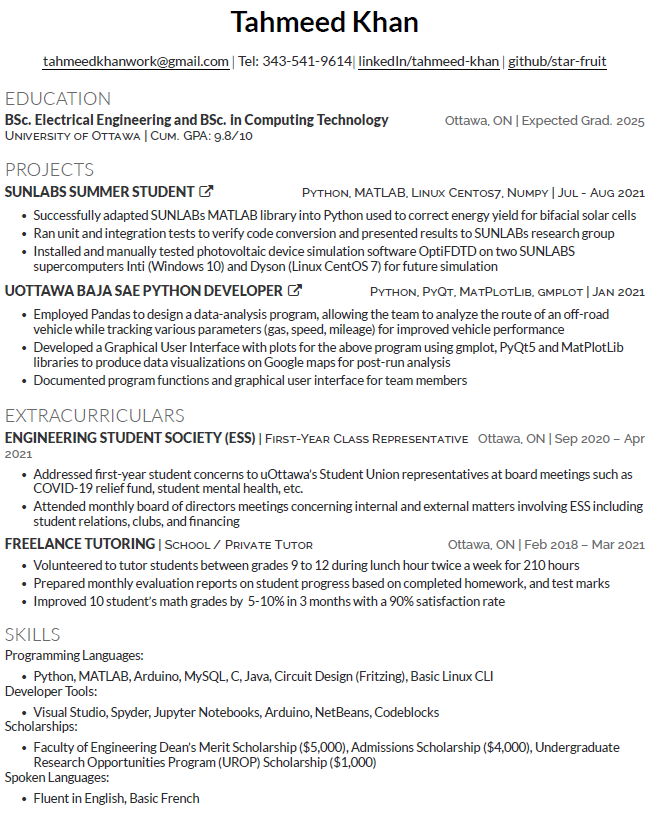 Tahmeed Khan
tahmeedkhanwork@gmail.com | Tel: 343-541-9614| linkedIn/tahmeed-khan | github/star-fruit
EDUCATION
BSc. Electrical Engineering and BSc. in Computing Technology Ottawa, ON | Expected Grad. 2025
University of Ottawa | Cum. GPA: 9.8/10
PROJECTS
SUNLABS SUMMER STUDENT Python, MATLAB, Linux Centos7, Numpy | Jul - Aug 2021
• Successfully adapted SUNLABs MATLAB library into Python used to correct energy yield for bifacial solar cells
• Ran unit and integration tests to verify code conversion and presented results to SUNLABs research group
• Installed and manually tested photovoltaic device simulation software OptiFDTD on two SUNLABS
supercomputers Inti (Windows 10) and Dyson (Linux CentOS 7) for future simulation
UOTTAWA BAJA SAE PYTHON DEVELOPER Python, PyQt, MatPlotLib, gmplot | Jan 2021
• Employed Pandas to design a data-analysis program, allowing the team to analyze the route of an off-road
vehicle while tracking various parameters (gas, speed, mileage) for improved vehicle performance
• Developed a Graphical User Interface with plots for the above program using gmplot, PyQt5 and MatPlotLib
libraries to produce data visualizations on Google maps for post-run analysis
• Documented program functions and graphical user interface for team members
EXTRACURRICULARS
ENGINEERING STUDENT SOCIETY (ESS) | First-Year Class Representative Ottawa, ON | Sep 2020 – Apr
2021
• Addressed first-year student concerns to uOttawa's Student Union representatives at board meetings such as
COVID-19 relief fund, student mental health, etc.
• Attended monthly board of directors meetings concerning internal and external matters involving ESS including
student relations, clubs, and financing
FREELANCE TUTORING | School / Private Tutor Ottawa, ON | Feb 2018 – Mar 2021
• Volunteered to tutor students between grades 9 to 12 during lunch hour twice a week for 210 hours
• Prepared monthly evaluation reports on student progress based on completed homework, and test marks
• Improved 10 student's math grades by 5-10% in 3 months with a 90% satisfaction rate
SKILLS
Programming Languages:
• Python, MATLAB, Arduino, MySQL, C, Java, Circuit Design (Fritzing), Basic Linux CLI
Developer Tools:
• Visual Studio, Spyder, Jupyter Notebooks, Arduino, NetBeans, Codeblocks
Scholarships:
• Faculty of Engineering Dean's Merit Scholarship ($5,000), Admissions Scholarship ($4,000), Undergraduate
Research Opportunities Program (UROP) Scholarship ($1,000)
Spoken Languages:
• Fluent in English, Basic French